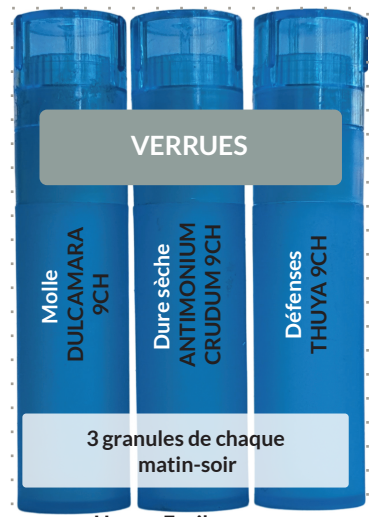 VERRUES
Molle
DULCAMARA
9CH
Dure sèche
ANTIMONIUM
CRUDUM 9CH
Défenses
THUYA 9CH
3 granules de chaque
matin-soir